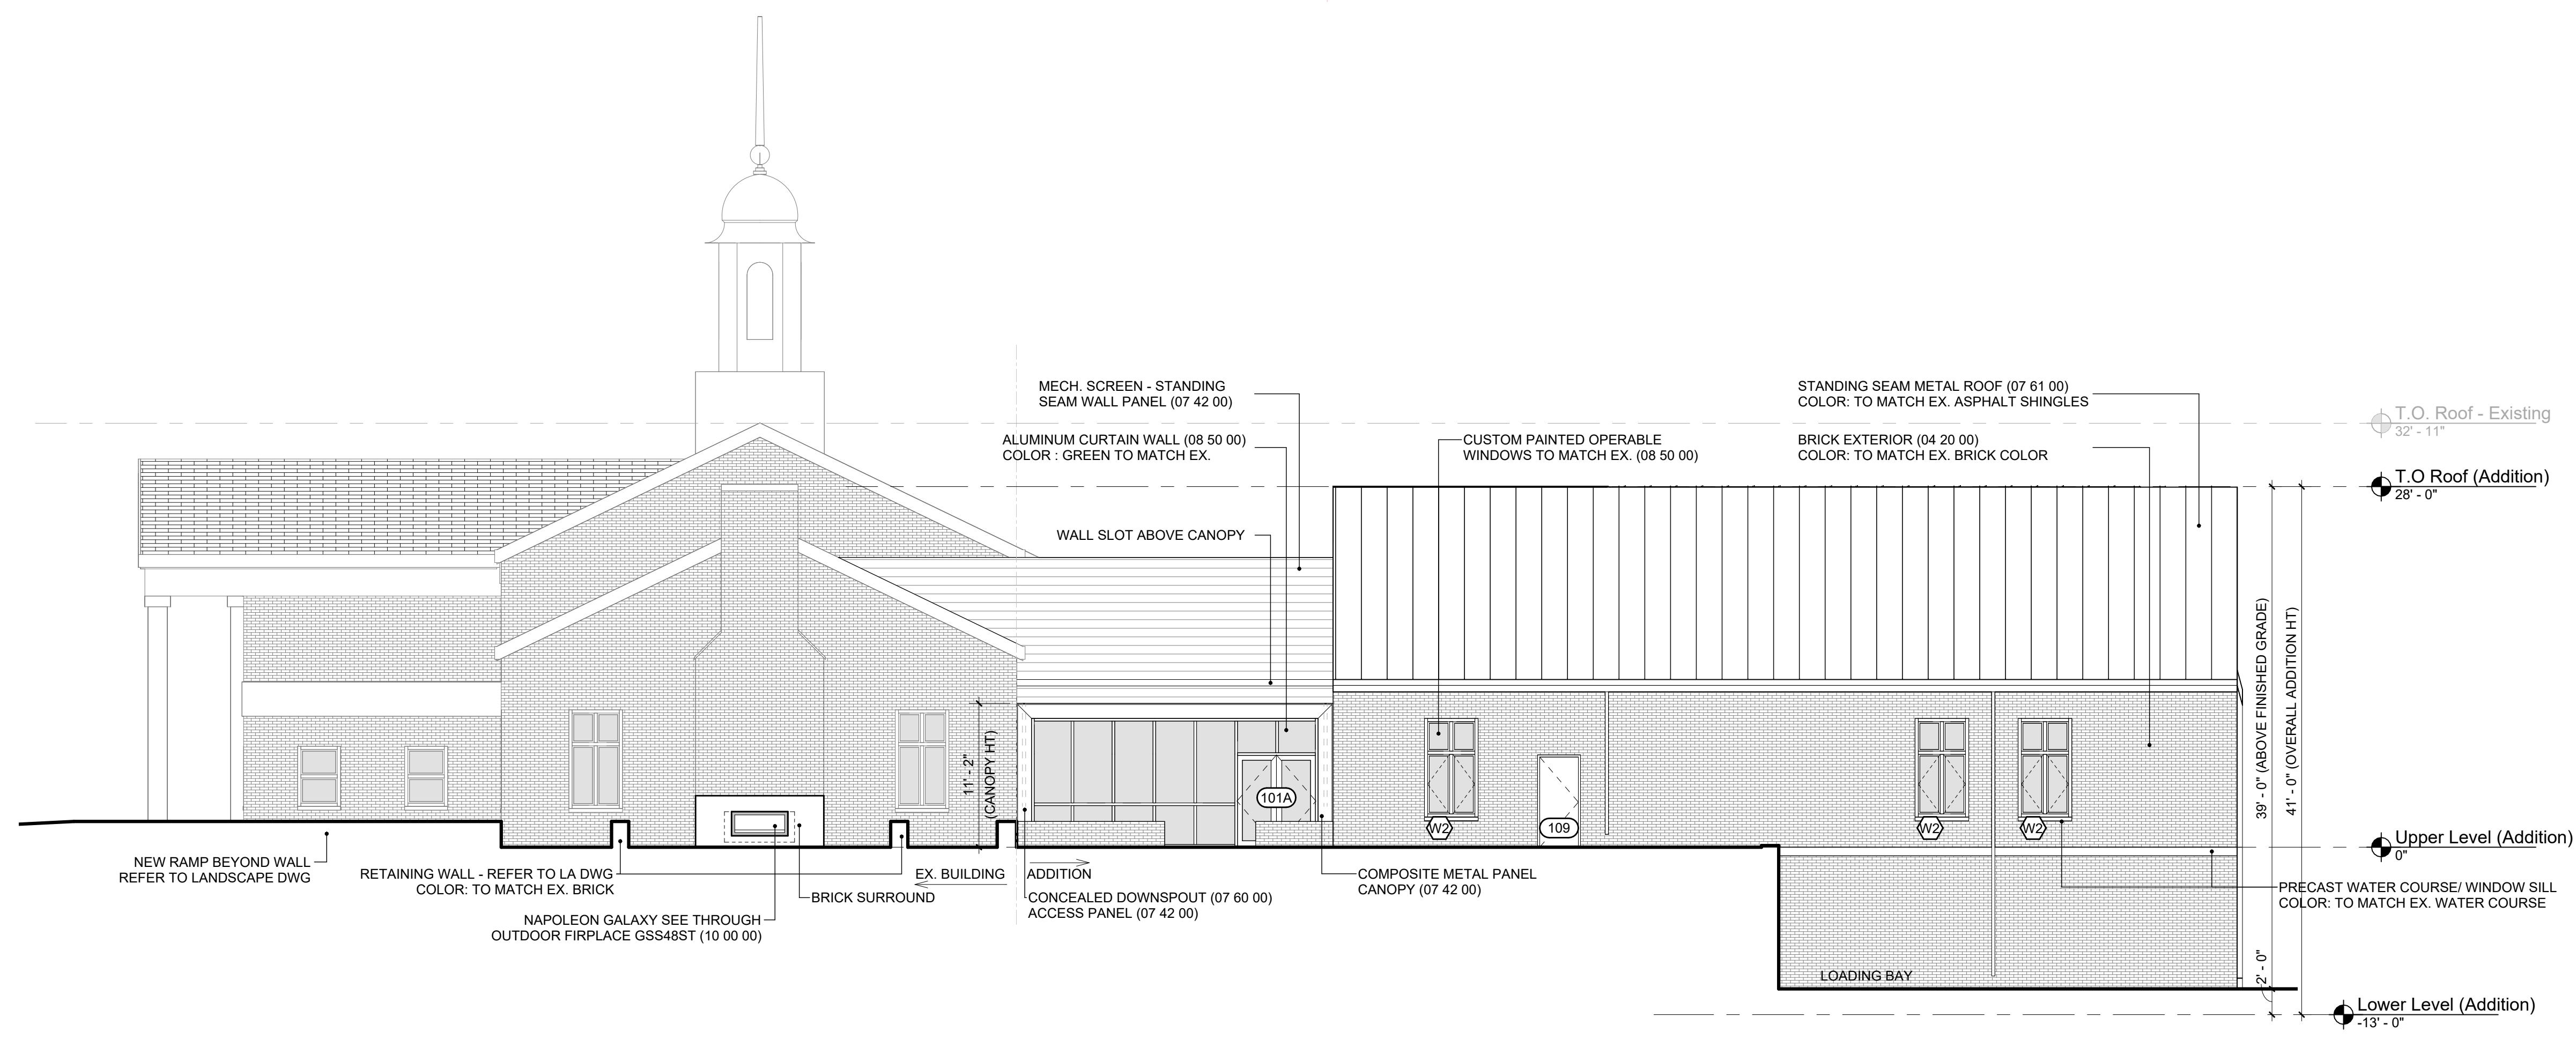 MECH. SCREEN - STANDING
SEAM WALL PANEL (07 42 00)
STANDING SEAM METAL ROOF (07 61 00)
COLOR: TO MATCH EX. ASPHALT SHINGLES
T.O. Roof - Existing
32' - 11"
ALUMINUM CURTAIN WALL (08 50 00)
COLOR : GREEN TO MATCH EX.
CUSTOM PAINTED OPERABLE
WINDOWS TO MATCH EX. (08 50 00)
BRICK EXTERIOR (04 20 00)
COLOR: TO MATCH EX. BRICK COLOR
T.O Roof (Addition)
28' - 0"
WALL SLOT ABOVE CANOPY
39' - 0" (ABOVE FINISHED GRADE)
41' - 0" (OVERALL ADDITION HT)
11' - 2"
(CANOPY HT)
101A
W2
109
W2
W2
Upper Level (Addition)
0"
NEW RAMP BEYOND WALL
REFER TO LANDSCAPE DWG
RETAINING WALL - REFER TO LA DWG
COLOR: TO MATCH EX. BRICK
BRICK SURROUND
EX. BUILDING
ADDITION
CONCEALED DOWNSPOUT (07 60 00)
ACCESS PANEL (07 42 00)
COMPOSITE METAL PANEL
CANOPY (07 42 00)
PRECAST WATER COURSE/ WINDOW SILL
COLOR: TO MATCH EX. WATER COURSE
NAPOLEON GALAXY SEE THROUGH
OUTDOOR FIRPLACE GSS48ST (10 00 00)
LOADING BAY
2' - 0"
Lower Level (Addition)
-13' - 0"